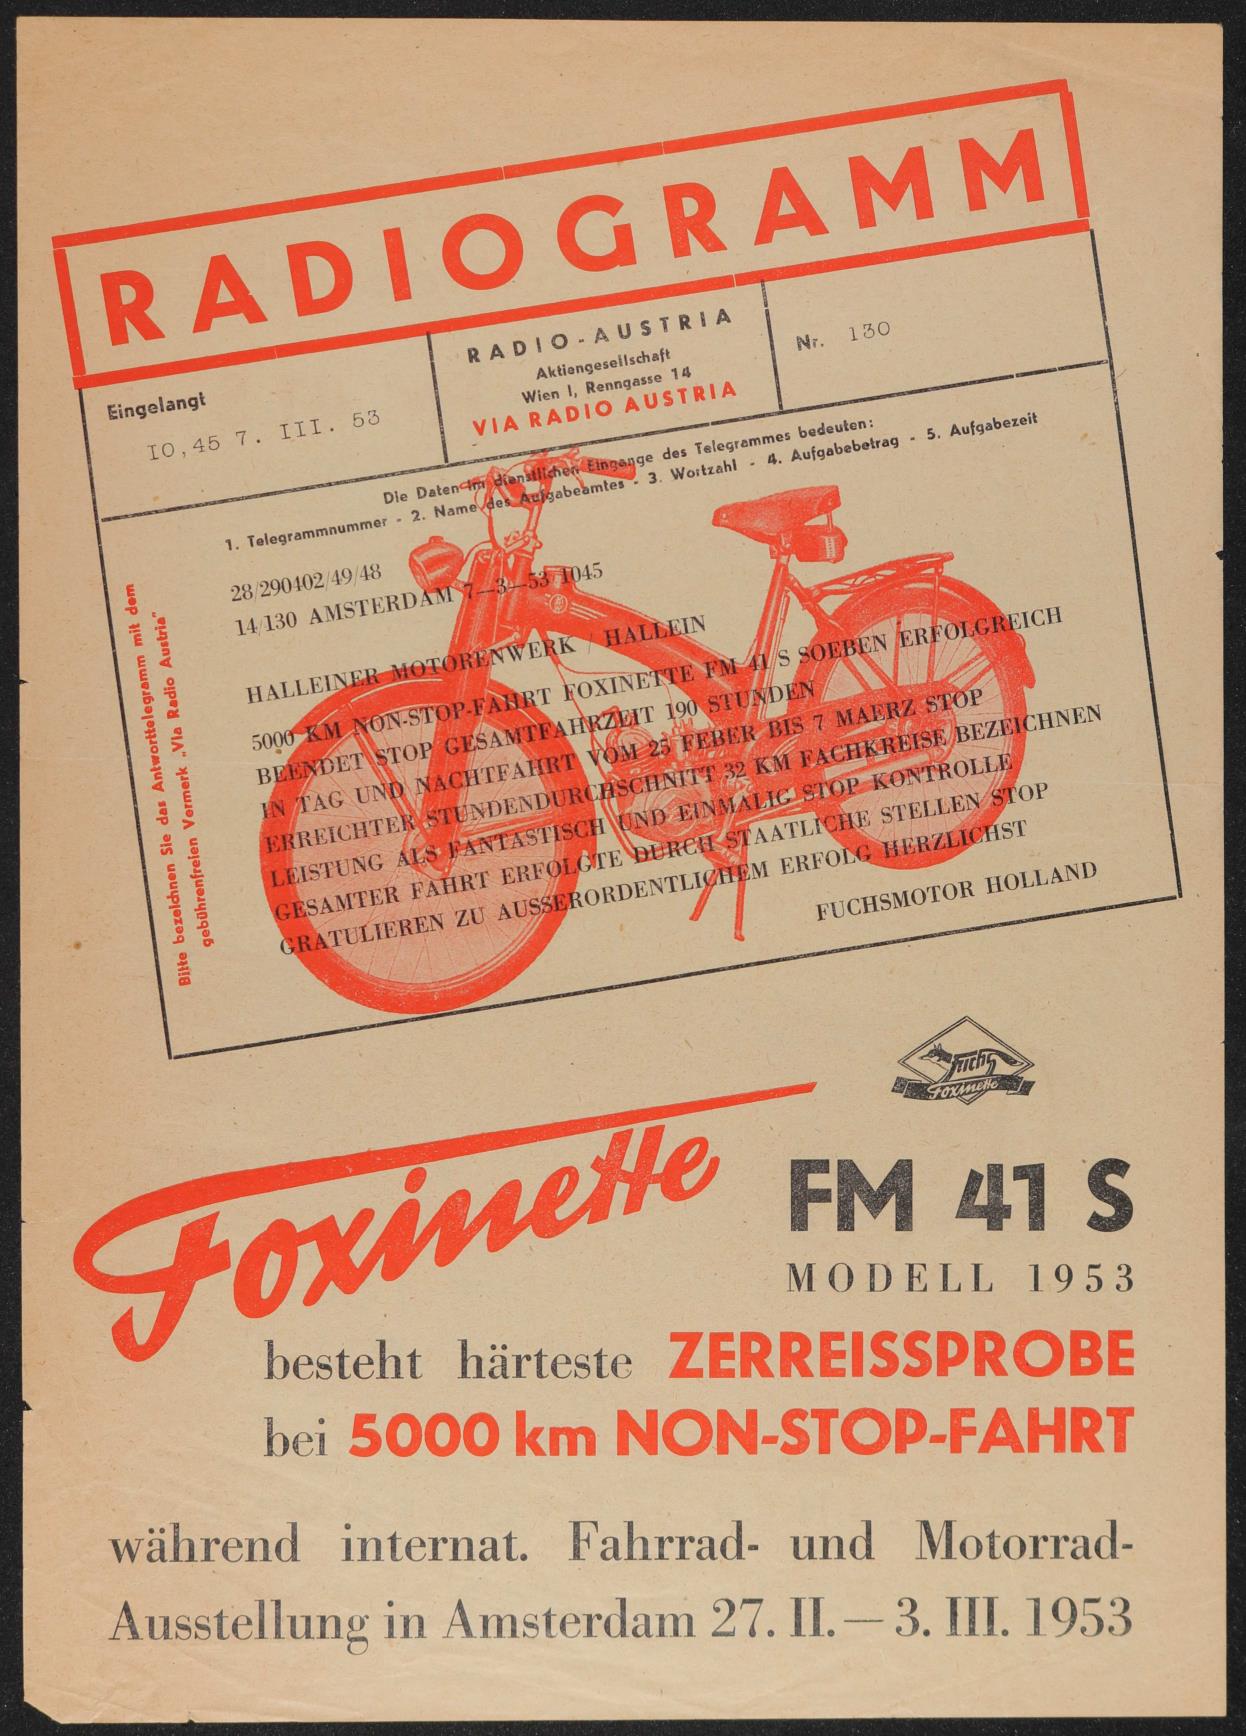 RADIOGRAMM
Eingelangt
10,45 7. III. 53
RADIO-AUSTRIA
Aktiengesellschaft
Wien I, Renngasse 14
VIA RADIO AUSTRIA
Nr. 130
Die Daten im dienstlichen Eingange des Telegrammes bedeuten:
1. Telegrammnummer - 2. Name des Aufgabeamtes - 3. Wortzahl - 4. Aufgabebetrag - 5. Aufgabezeit
Bitte bezeichnen Sie das Antworttelegramm mit dem
gebührenfreien Vermerk „Via Radio Austria"
28/290402/49/48
14/130 AMSTERDAM 7—3—53 1045
HALLEINER MOTORENWERK / HALLEIN
5000 KM NON-STOP-FAHRT FOXINETTE FM 41 S SOEBEN ERFOLGREICH
BEENDET STOP GESAMTFAHRZEIT 190 STUNDEN
IN TAG UND NACHTFAHRT VOM 25 FEBER BIS 7 MAERZ STOP
ERREICHTER STUNDENDURCHSCHNITT 32 KM FACHKREISE BEZEICHNEN
LEISTUNG ALS FANTASTISCH UND EINMALIG STOP KONTROLLE
GESAMTER FAHRT ERFOLGTE DURCH STAATLICHE STELLEN STOP
GRATULIEREN ZU AUSSERORDENTLICHEM ERFOLG HERZLICHST
FUCHSMOTOR HOLLAND
Fuchs
Foxinette
Foxinette
FM 41 S
MODELL 1953
besteht härteste ZERREISSPROBE
bei 5000 km NON-STOP-FAHRT
während internat. Fahrrad- und Motorrad-
Ausstellung in Amsterdam 27. II. — 3. III. 1953